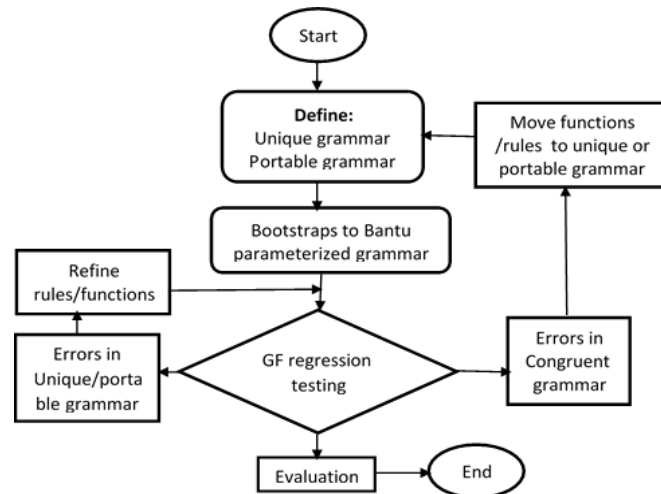 Start
Define:
Unique grammar
Portable grammar
Move functions
/rules to unique or
portable grammar
Bootstraps to Bantu
parameterized grammar
Refine
rules/functions
Errors in
Unique/porta
ble grammar
GF regression
testing
Errors in
Congruent
grammar
Evaluation
End